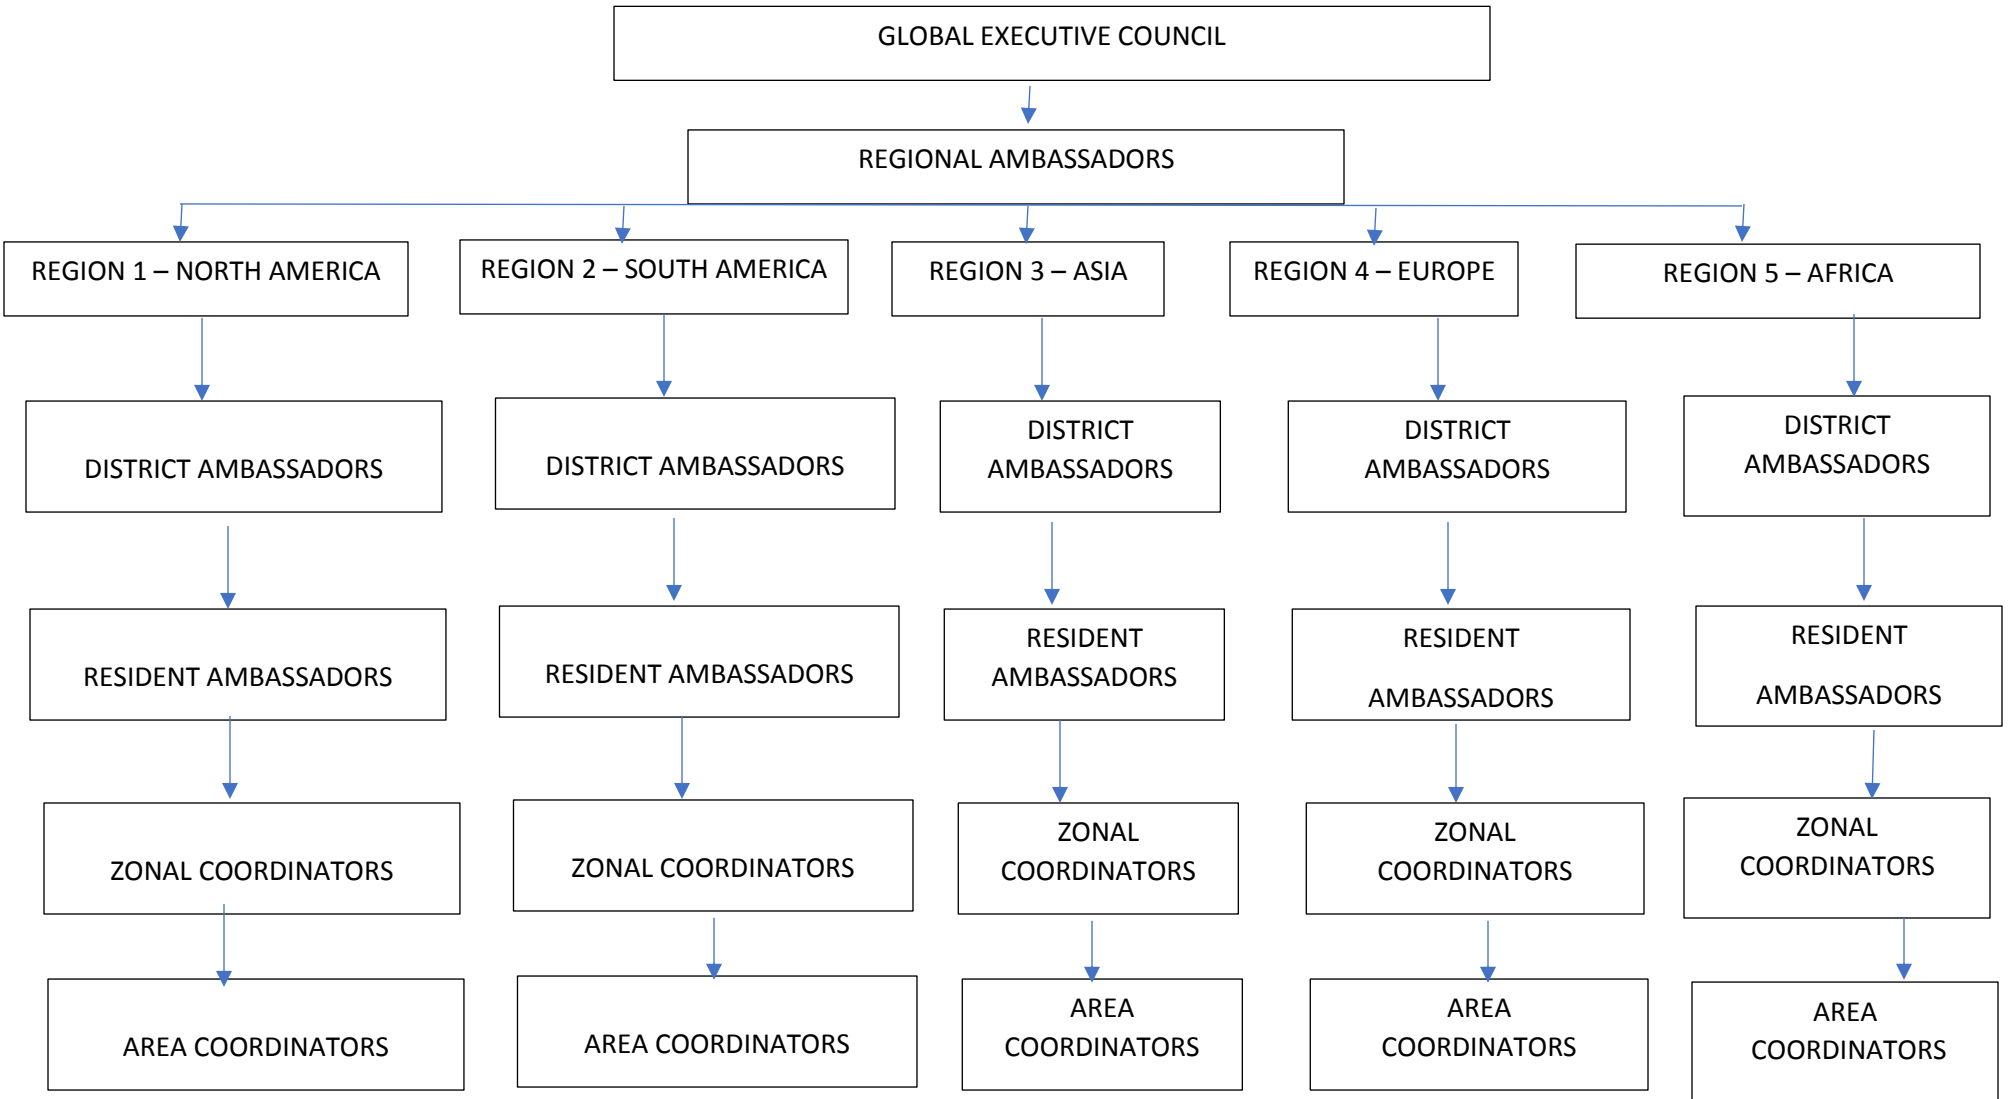 GLOBAL EXECUTIVE COUNCIL
REGIONAL AMBASSADORS
REGION 1 – NORTH AMERICA
REGION 2 – SOUTH AMERICA
REGION 3 – ASIA
REGION 4 – EUROPE
REGION 5 – AFRICA
DISTRICT AMBASSADORS
DISTRICT AMBASSADORS
DISTRICT
AMBASSADORS
DISTRICT
AMBASSADORS
DISTRICT
AMBASSADORS
RESIDENT AMBASSADORS
RESIDENT AMBASSADORS
RESIDENT
AMBASSADORS
RESIDENT
AMBASSADORS
RESIDENT
AMBASSADORS
ZONAL COORDINATORS
ZONAL COORDINATORS
ZONAL
COORDINATORS
ZONAL
COORDINATORS
ZONAL
COORDINATORS
AREA COORDINATORS
AREA COORDINATORS
AREA
COORDINATORS
AREA
COORDINATORS
AREA
COORDINATORS